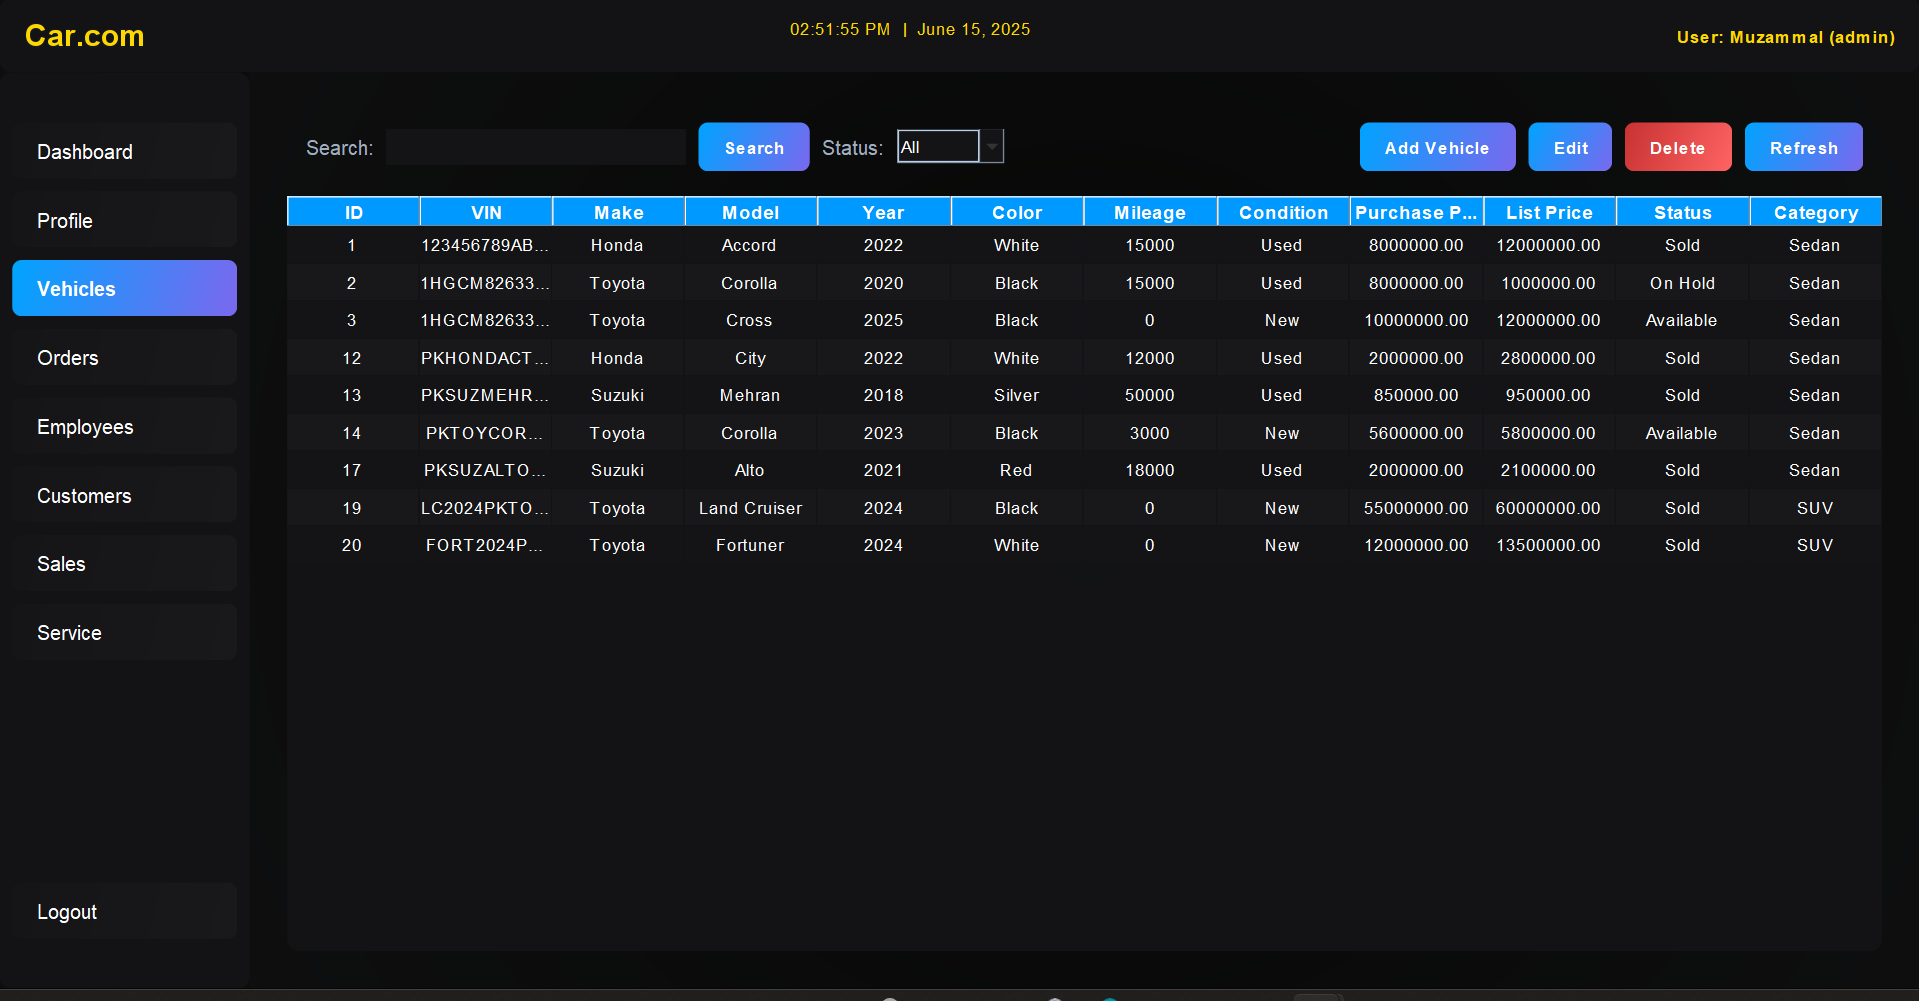 Car.com
02:51:55 PM | June 15, 2025
User: Muzammal (admin)
Dashboard
Profile
Vehicles
Orders
Employees
Customers
Sales
Service
Logout
Search: Search Status: All Add Vehicle Edit Delete Refresh
ID VIN Make Model Year Color Mileage Condition Purchase P... List Price Status Category
1 123456789AB... Honda Accord 2022 White 15000 Used 8000000.00 12000000.00 Sold Sedan
2 1HGCM82633... Toyota Corolla 2020 Black 15000 Used 8000000.00 1000000.00 On Hold Sedan
3 1HGCM82633... Toyota Cross 2025 Black 0 New 10000000.00 12000000.00 Available Sedan
12 PKHONDACT... Honda City 2022 White 12000 Used 2000000.00 2800000.00 Sold Sedan
13 PKSUZMEHR... Suzuki Mehran 2018 Silver 50000 Used 850000.00 950000.00 Sold Sedan
14 PKTOYCOR... Toyota Corolla 2023 Black 3000 New 5600000.00 5800000.00 Available Sedan
17 PKSUZALTO... Suzuki Alto 2021 Red 18000 Used 2000000.00 2100000.00 Sold Sedan
19 LC2024PKTO... Toyota Land Cruiser 2024 Black 0 New 55000000.00 60000000.00 Sold SUV
20 FORT2024P... Toyota Fortuner 2024 White 0 New 12000000.00 13500000.00 Sold SUV